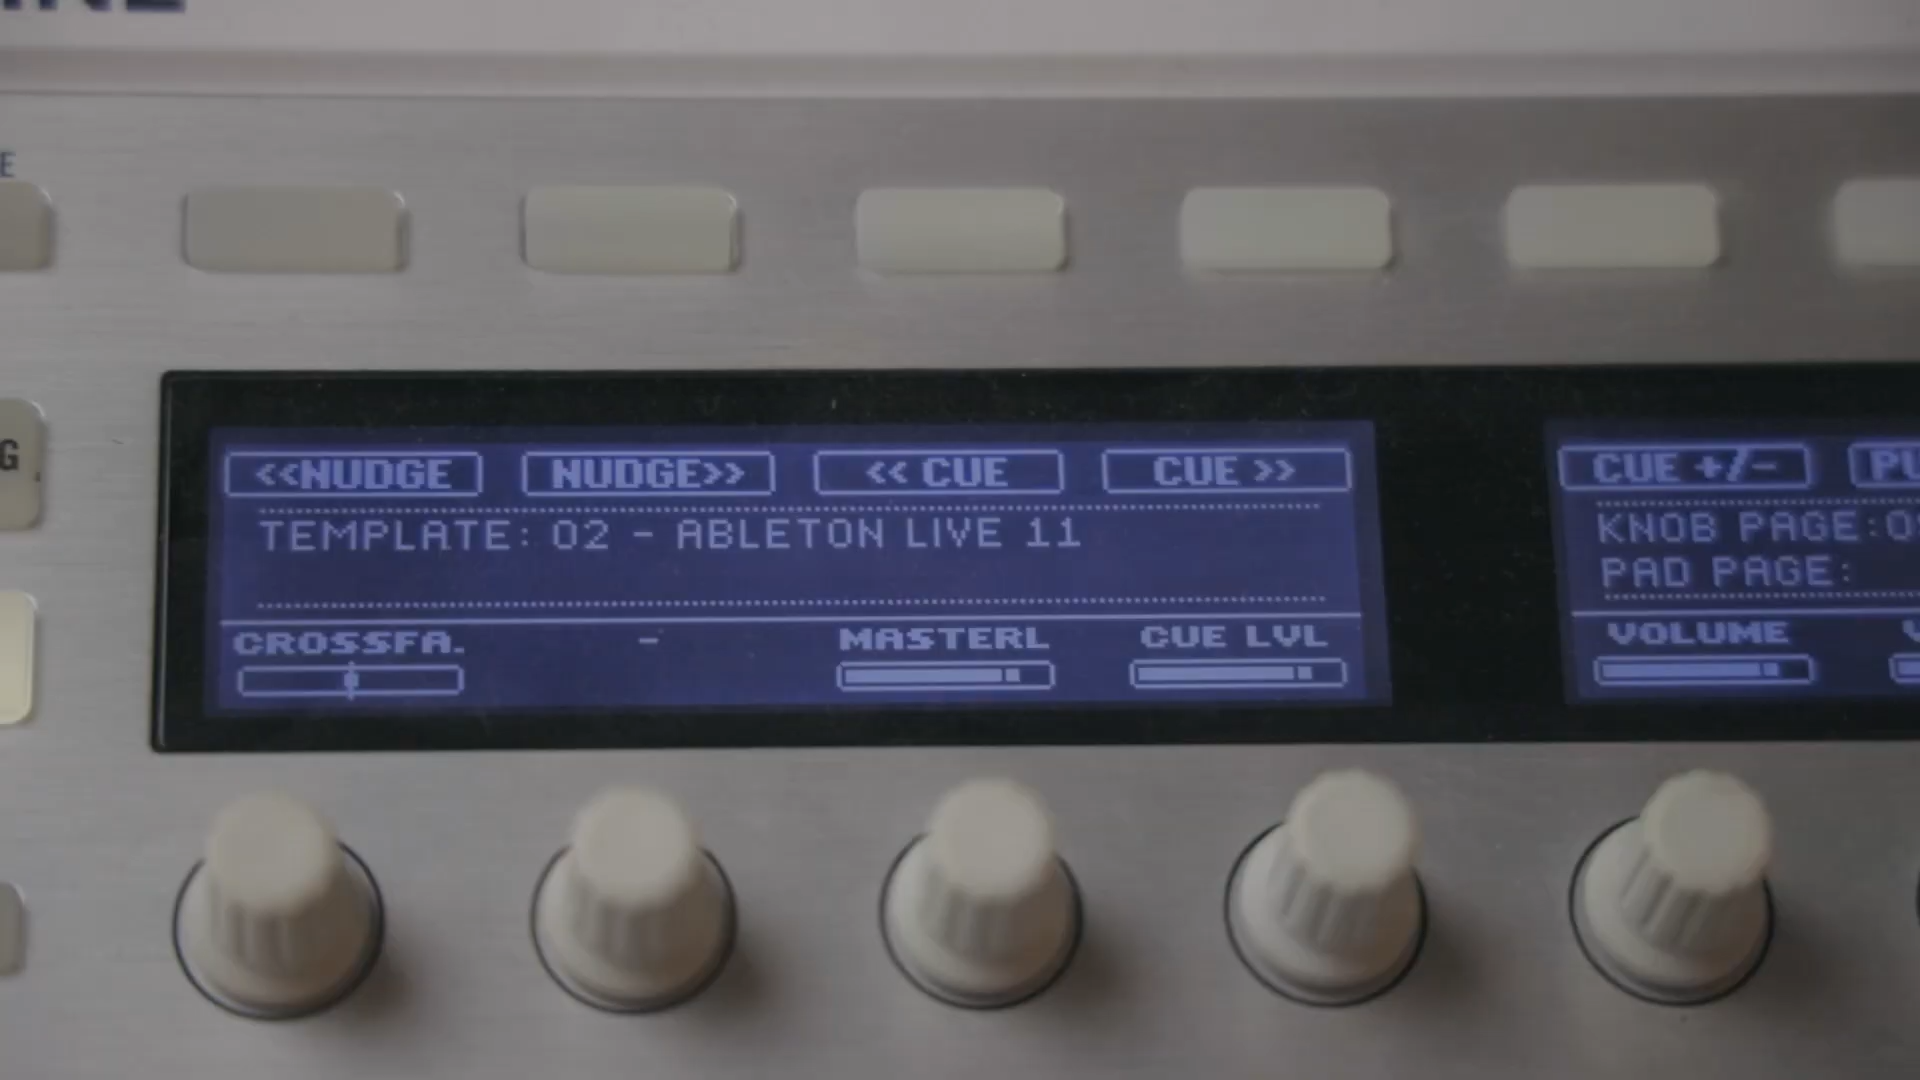 E
G
<<NUDGE NUDGE>> << CUE CUE >>
TEMPLATE: 02 - ABLETON LIVE 11
CROSSFA. - MASTERL CUE LVL
CUE +/-
KNOB PAGE:
PAD PAGE:
VOLUME